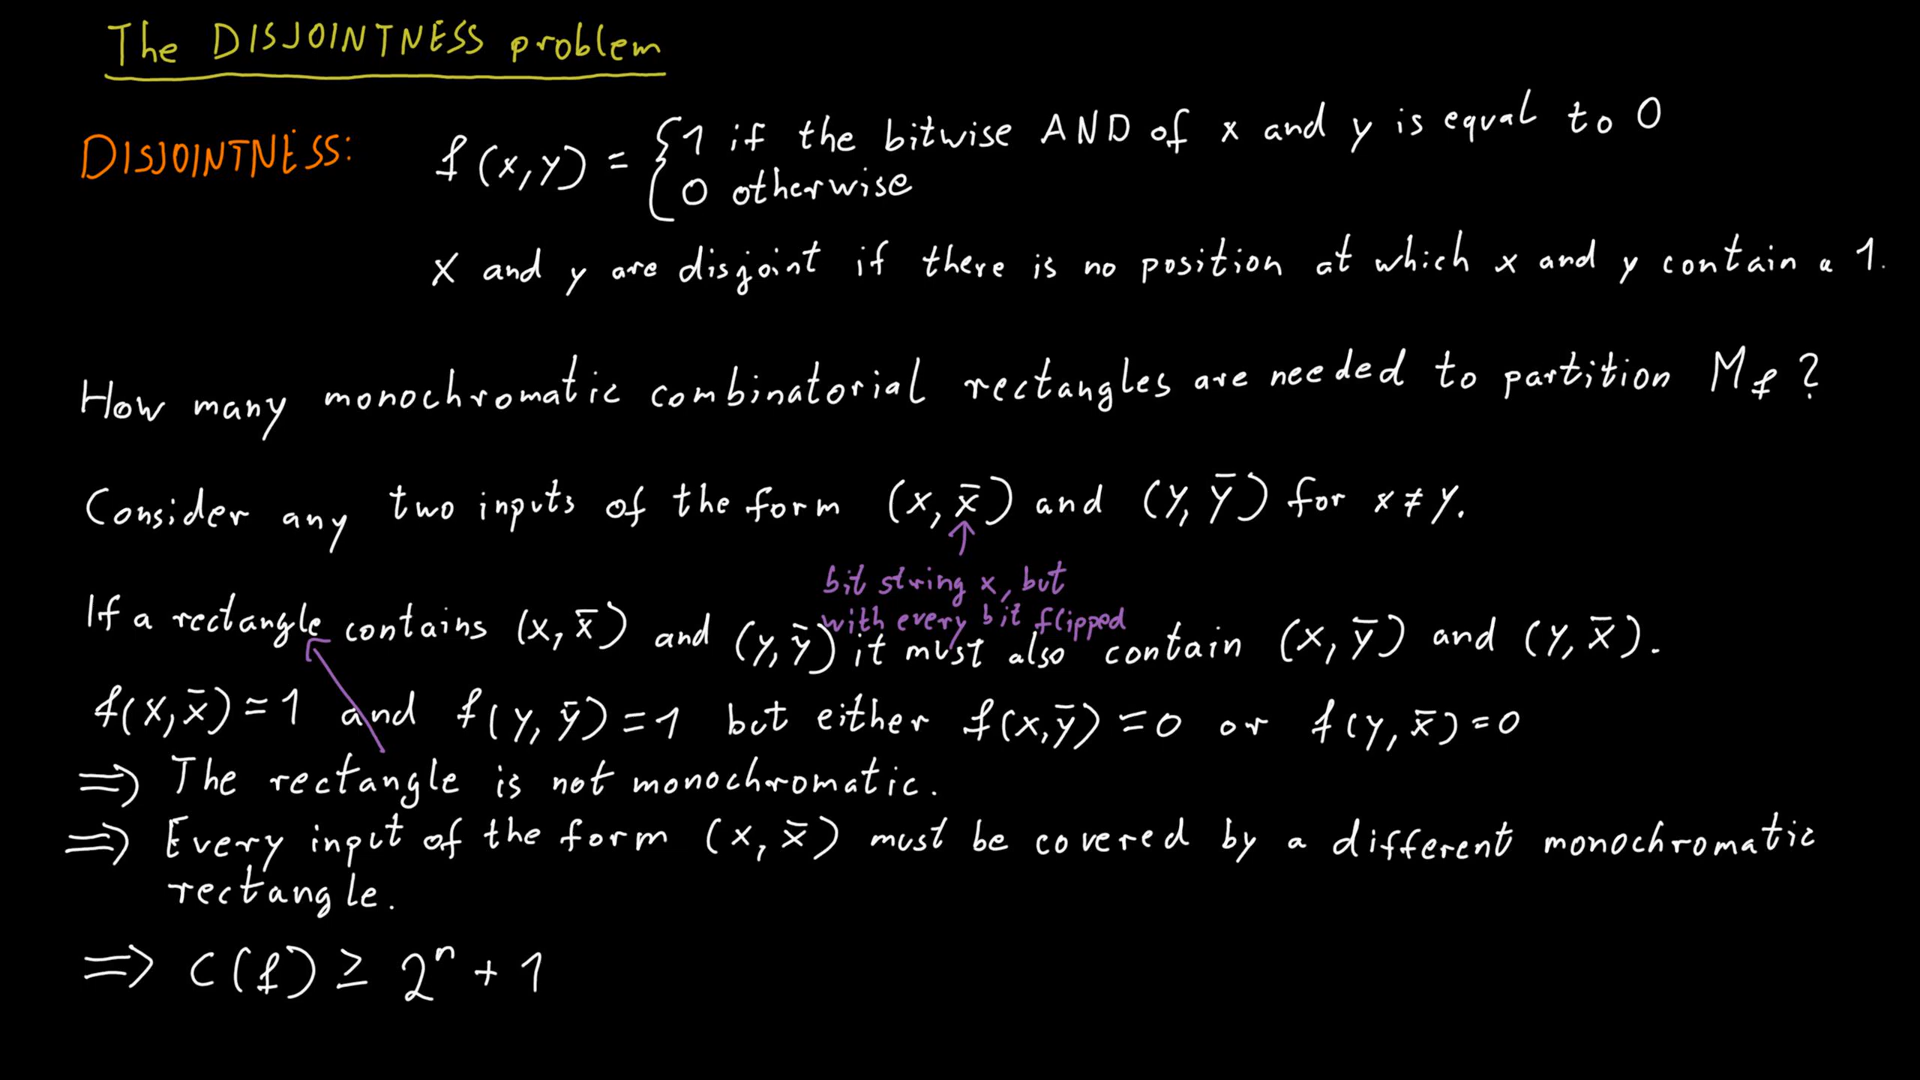 The DISJOINTNESS problem
DISJOINTNESS: f(x,y) = { 1 if the bitwise AND of x and y is equal to 0
0 otherwise
x and y are disjoint if there is no position at which x and y contain a 1.
How many monochromatic combinatorial rectangles are needed to partition M_f ?
Consider any two inputs of the form (x, x̄) and (y, ȳ) for x ≠ y.
bit string x, but
with every bit flipped
If a rectangle contains (x, x̄) and (y, ȳ) it must also contain (x, ȳ) and (y, x̄).
f(x, x̄) = 1 and f(y, ȳ) = 1 but either f(x, ȳ) = 0 or f(y, x̄) = 0
⇒ The rectangle is not monochromatic.
⇒ Every input of the form (x, x̄) must be covered by a different monochromatic
rectangle.
⇒ C(f) ≥ 2ⁿ + 1